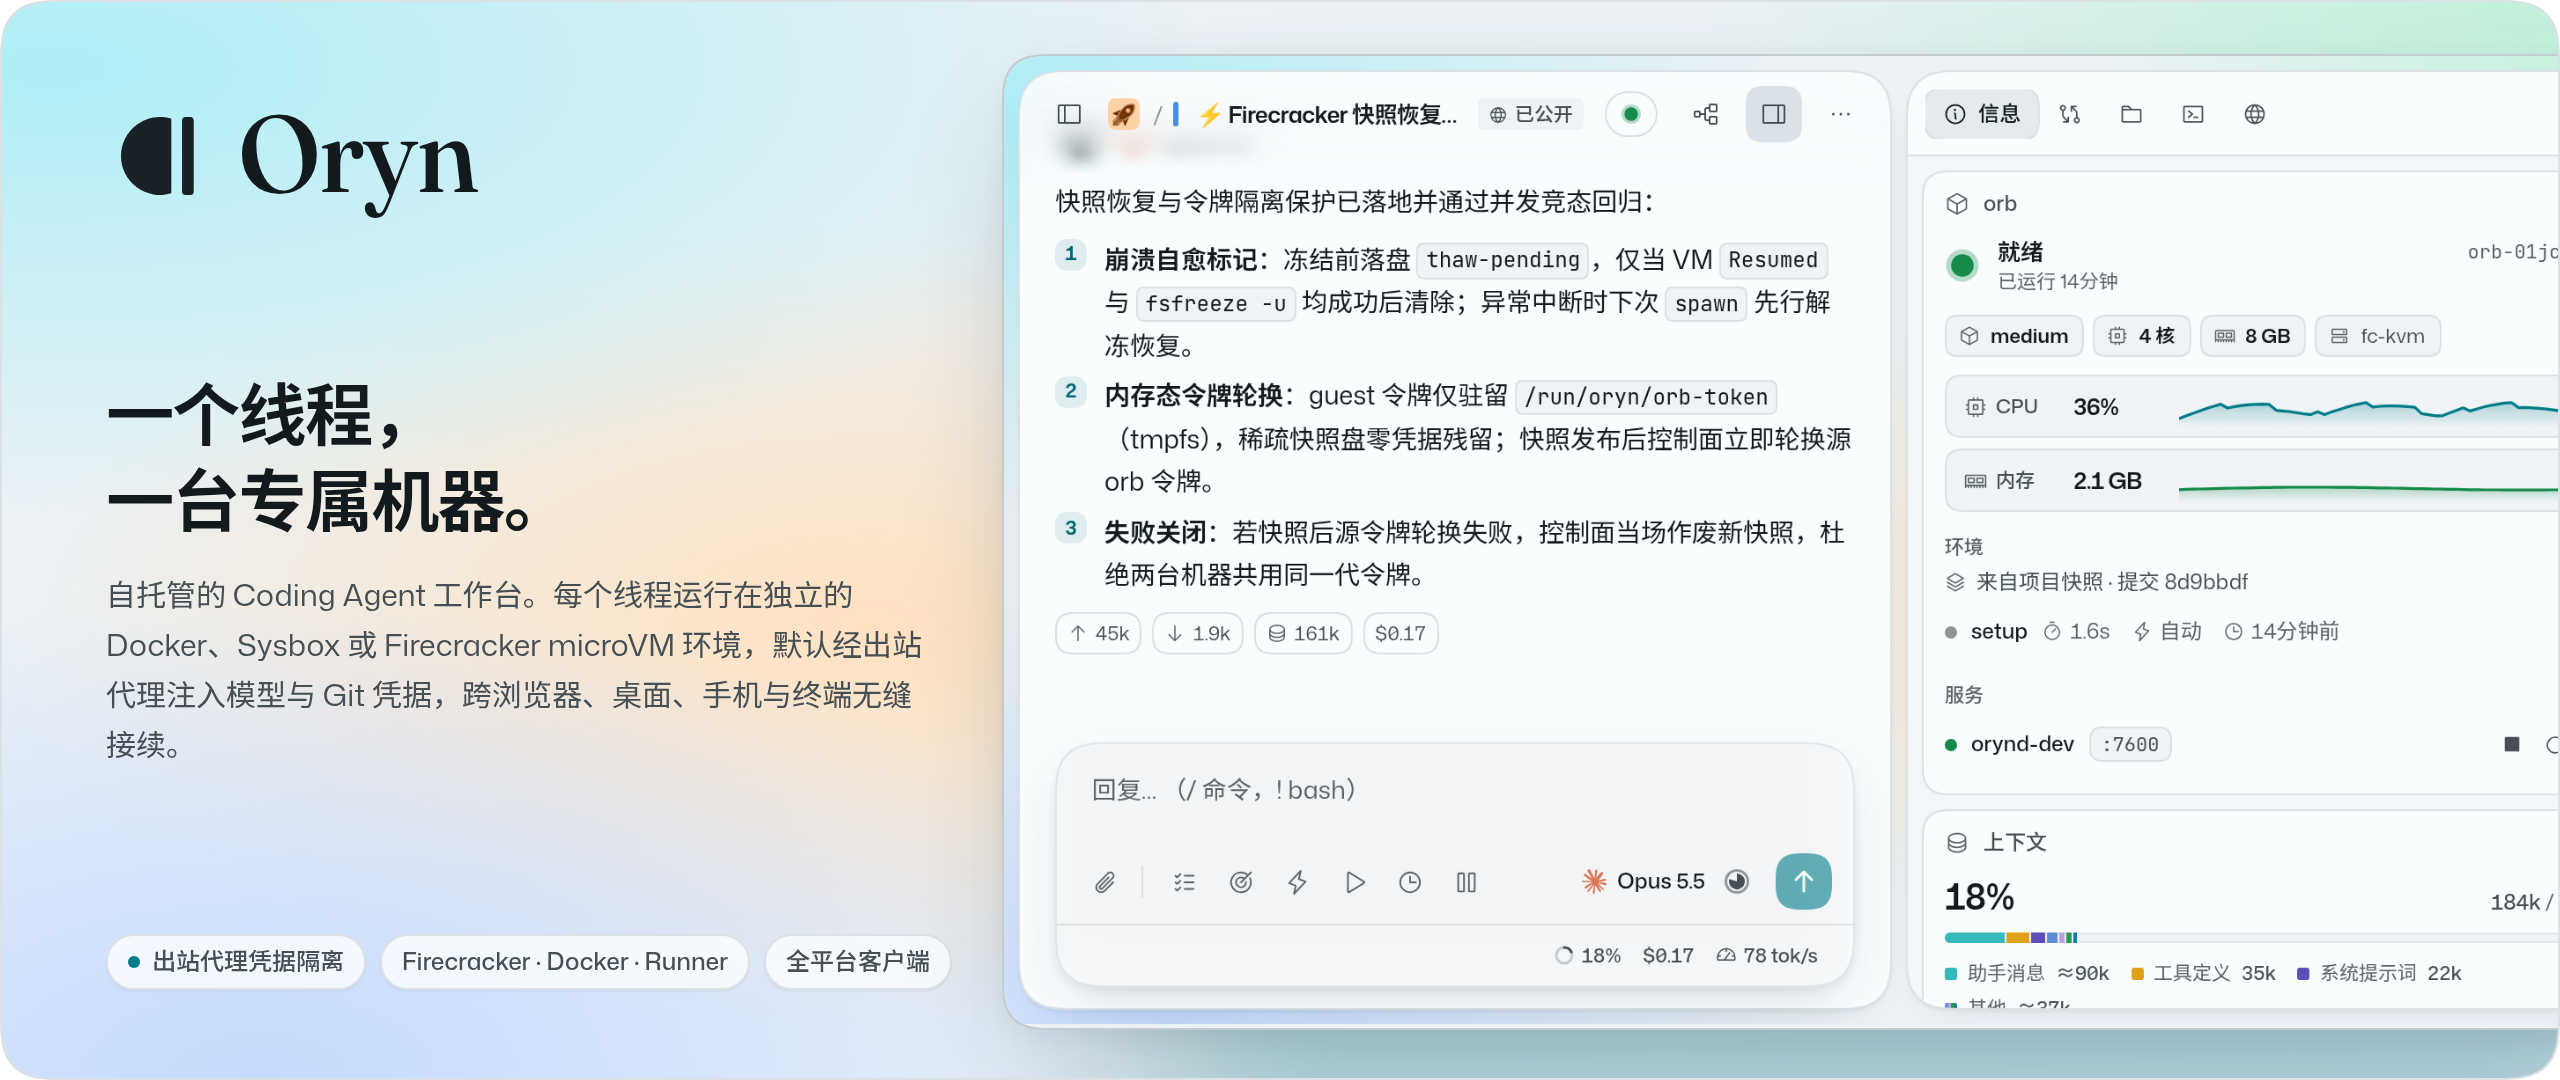 Oryn
一个线程，
一台专属机器。
自托管的 Coding Agent 工作台。每个线程运行在独立的
Docker、Sysbox 或 Firecracker microVM 环境，默认经出站
代理注入模型与 Git 凭据，跨浏览器、桌面、手机与终端无缝
接续。
出站代理凭据隔离
Firecracker · Docker · Runner
全平台客户端
/ ⚡ Firecracker 快照恢复... 已公开
快照恢复与令牌隔离保护已落地并通过并发竞态回归：
1 崩溃自愈标记：冻结前落盘 thaw-pending，仅当 VM Resumed
与 fsfreeze -u 均成功后清除；异常中断时下次 spawn 先行解
冻恢复。
2 内存态令牌轮换：guest 令牌仅驻留 /run/oryn/orb-token
（tmpfs），稀疏快照盘零凭据残留；快照发布后控制面立即轮换源
orb 令牌。
3 失败关闭：若快照后源令牌轮换失败，控制面当场作废新快照，杜
绝两台机器共用同一代令牌。
↑ 45k ↓ 1.9k 161k $0.17
回复... （/ 命令，! bash）
Opus 5.5
18% $0.17 78 tok/s
信息
orb
就绪
orb-01jc
已运行 14分钟
medium 4 核 8 GB fc-kvm
CPU 36%
内存 2.1 GB
环境
来自项目快照 · 提交 8d9bbdf
setup 1.6s 自动 14分钟前
服务
orynd-dev :7600
上下文
18%
184k /
助手消息 ≈90k 工具定义 35k 系统提示词 22k
其他 ≈37k